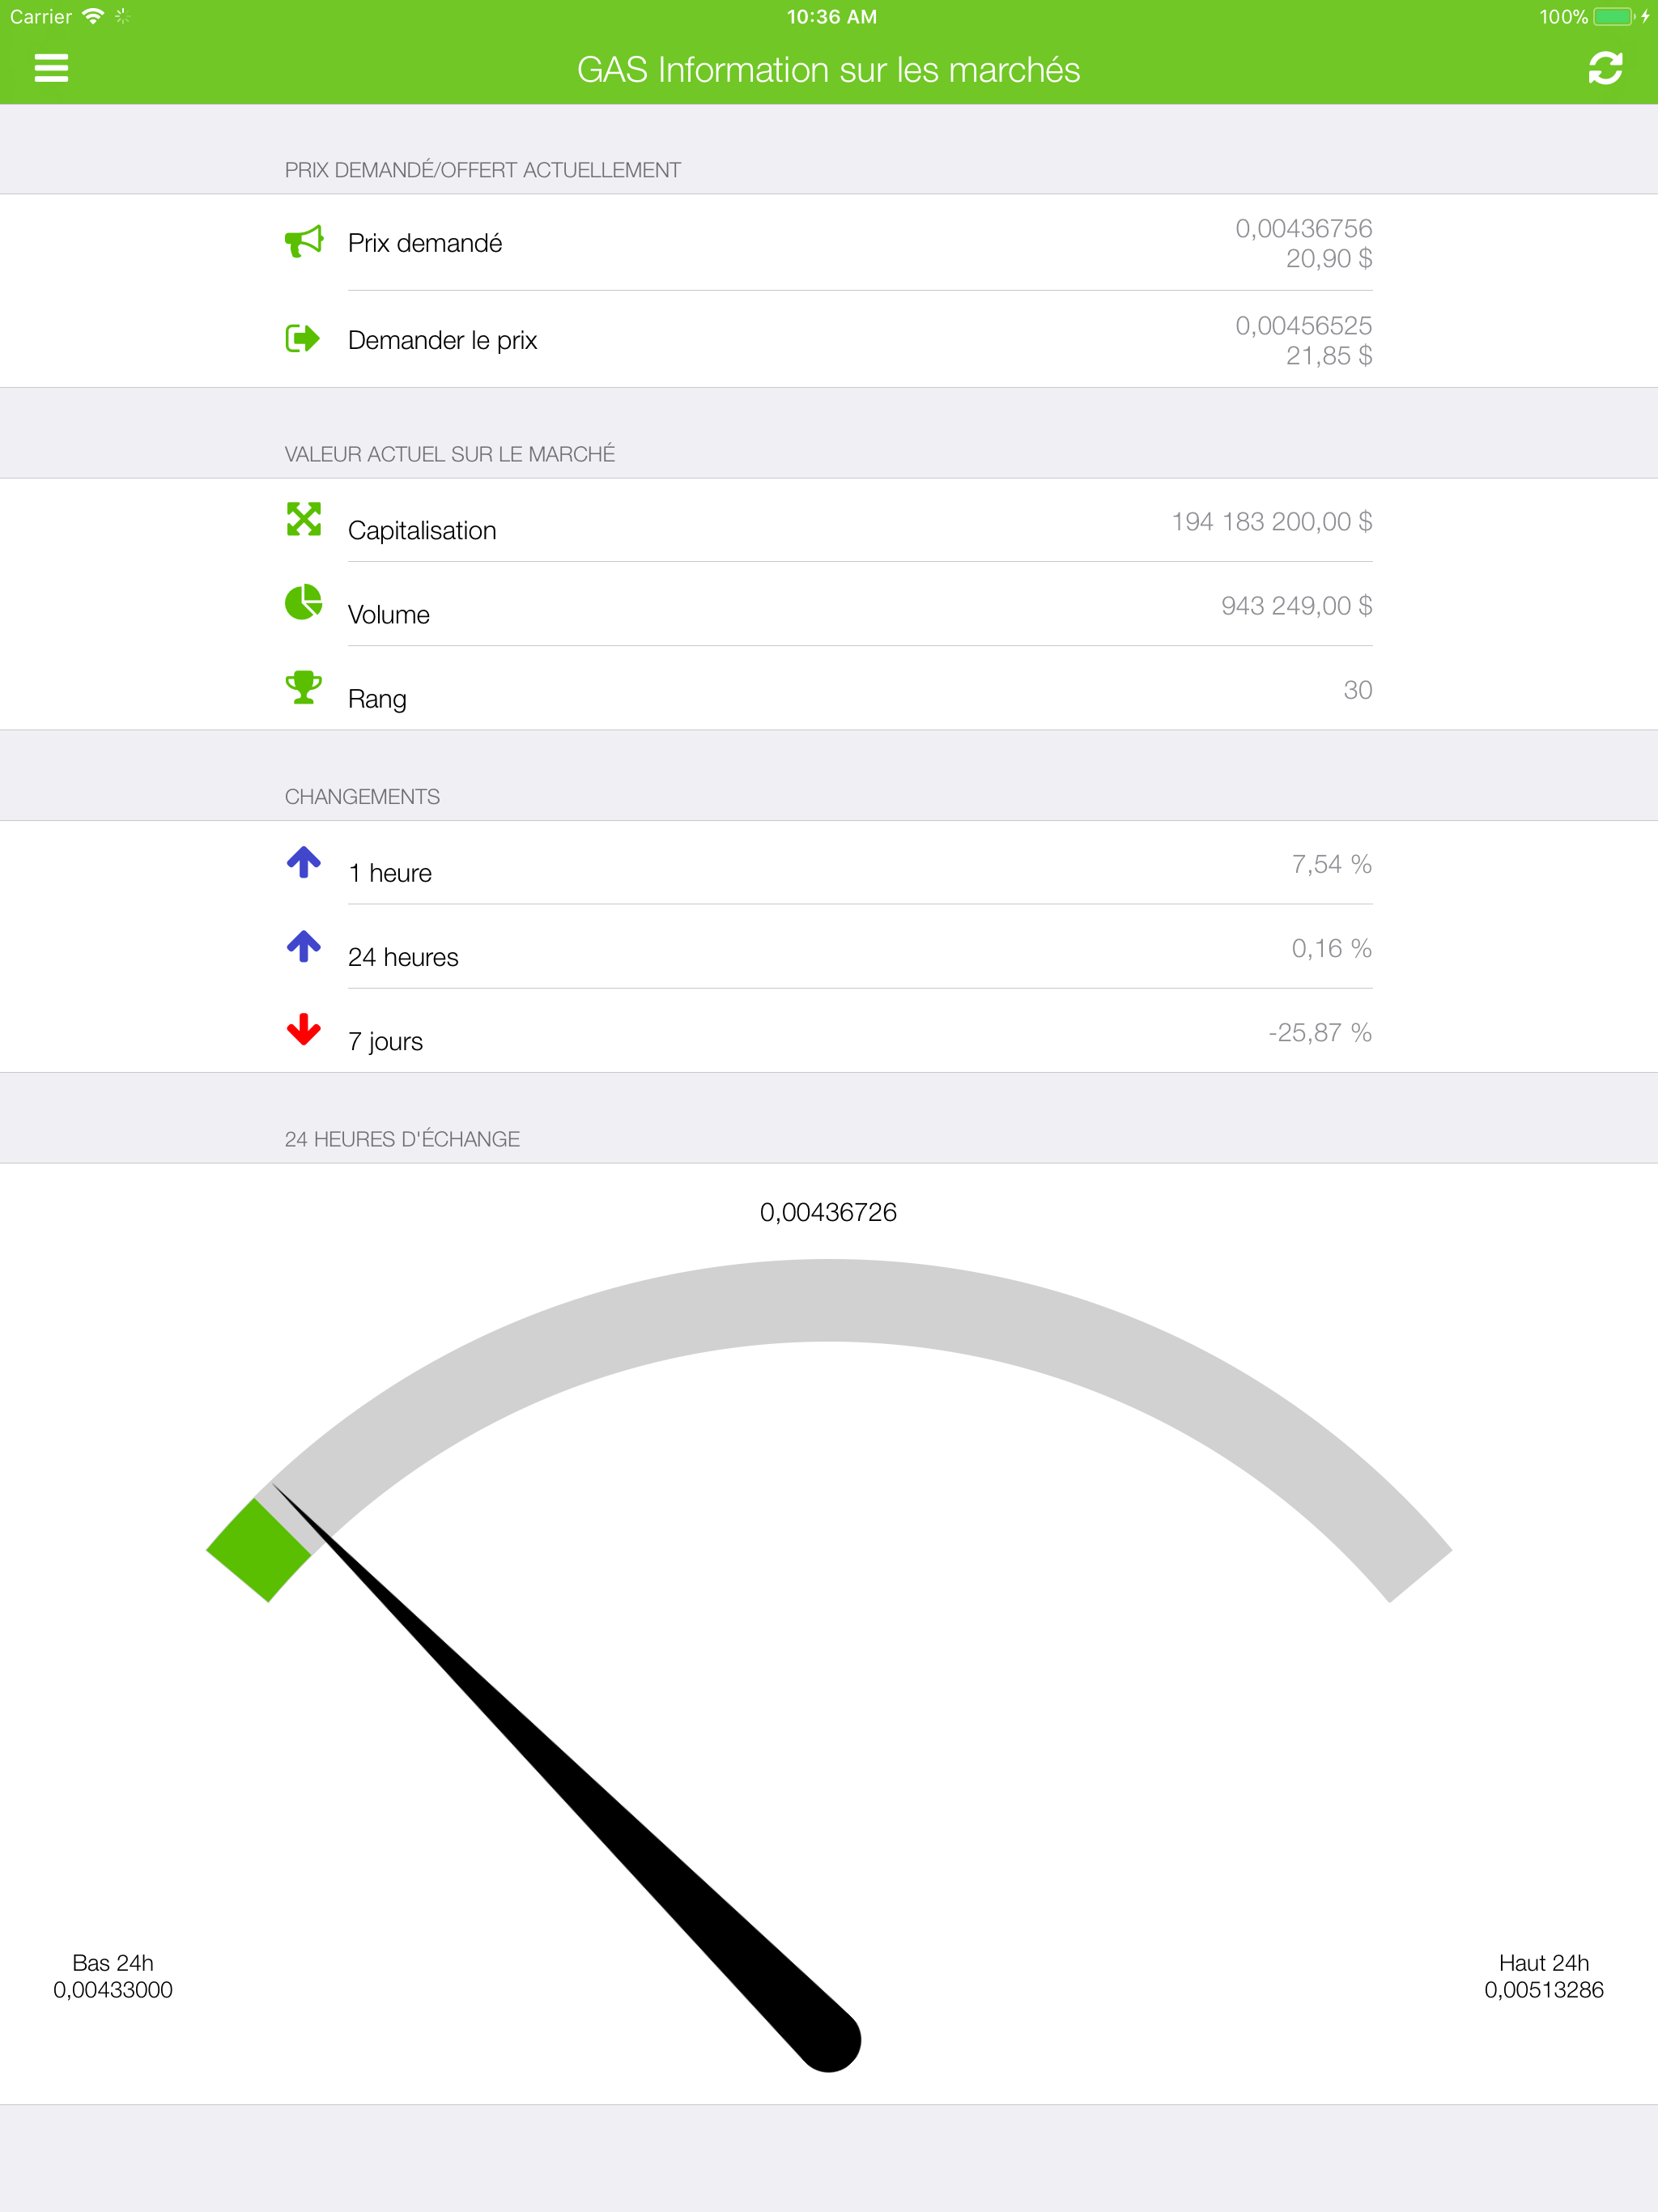 Carrier
10:36 AM
100%
GAS Information sur les marchés
PRIX DEMANDÉ/OFFERT ACTUELLEMENT
Prix demandé
0,00436756
20,90 $
Demander le prix
0,00456525
21,85 $
VALEUR ACTUEL SUR LE MARCHÉ
Capitalisation
194 183 200,00 $
Volume
943 249,00 $
Rang
30
CHANGEMENTS
1 heure
7,54 %
24 heures
0,16 %
7 jours
-25,87 %
24 HEURES D'ÉCHANGE
0,00436726
Bas 24h
0,00433000
Haut 24h
0,00513286